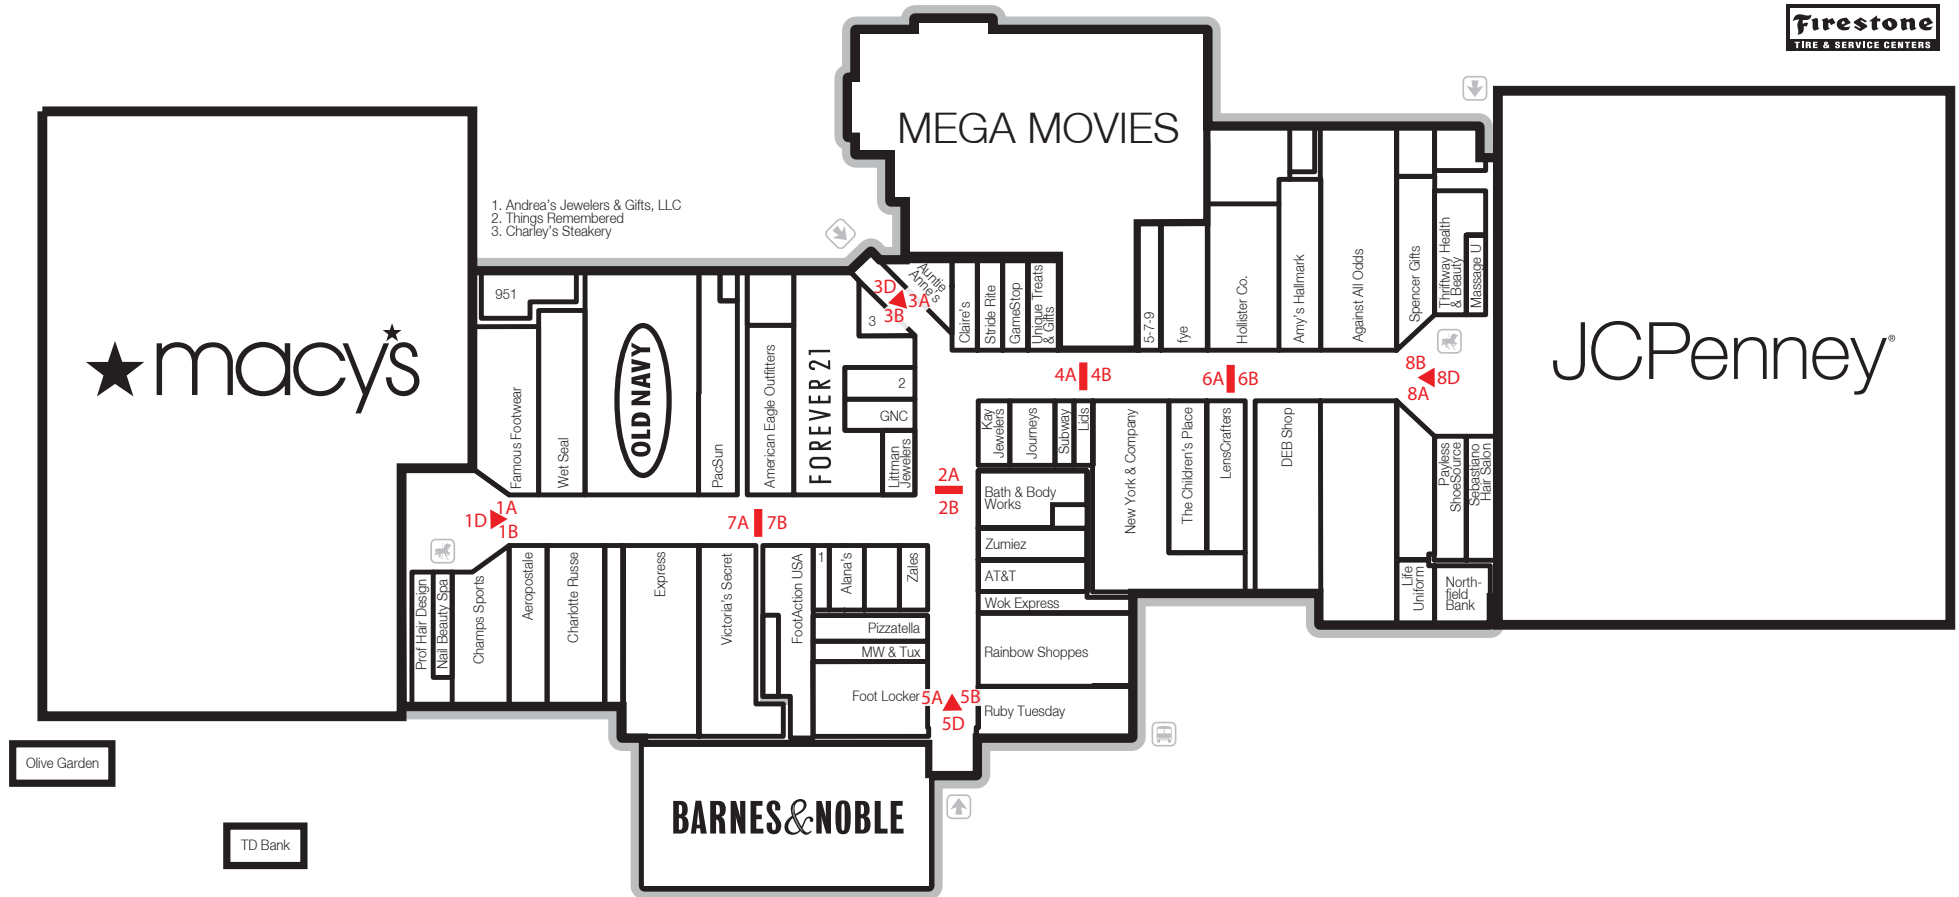 Firestone
TIRE & SERVICE CENTERS
MEGA MOVIES
1. Andrea's Jewelers & Gifts, LLC
2. Things Remembered
3. Charley's Steakery
macy's
JCPenney®
951
Famous Footwear
Wet Seal
OLD NAVY
PacSun
American Eagle Outfitters
FOREVER 21
3
2
GNC
Littman
Jewelers
3D
3A
3B
Auntie
Anne's
Claire's
Stride Rite
GameStop
Unique Treats
& Gifts
5-7-9
fye
Hollister Co.
Amy's Hallmark
Against All Odds
Spencer Gifts
Thriftway Health
& Beauty
Massage U
4A
4B
6A
6B
8B
8D
8A
Kay
Jewelers
Journeys
Subway
Lids
New York & Company
The Children's Place
LensCrafters
DEB Shop
Payless
ShoeSource
Sebastiano
Hair Salon
Life
Uniform
North-
field
Bank
2A
2B
Bath & Body
Works
Zumiez
AT&T
Wok Express
Rainbow Shoppes
Ruby Tuesday
1A
1D
1B
7A
7B
Prof Hair Design
Nail Beauty Spa
Champs Sports
Aeropostale
Charlotte Russe
Express
Victoria's Secret
FootAction USA
1
Alana's
Zales
Pizzatella
MW & Tux
Foot Locker
5A
5B
5D
BARNES&NOBLE
Olive Garden
TD Bank